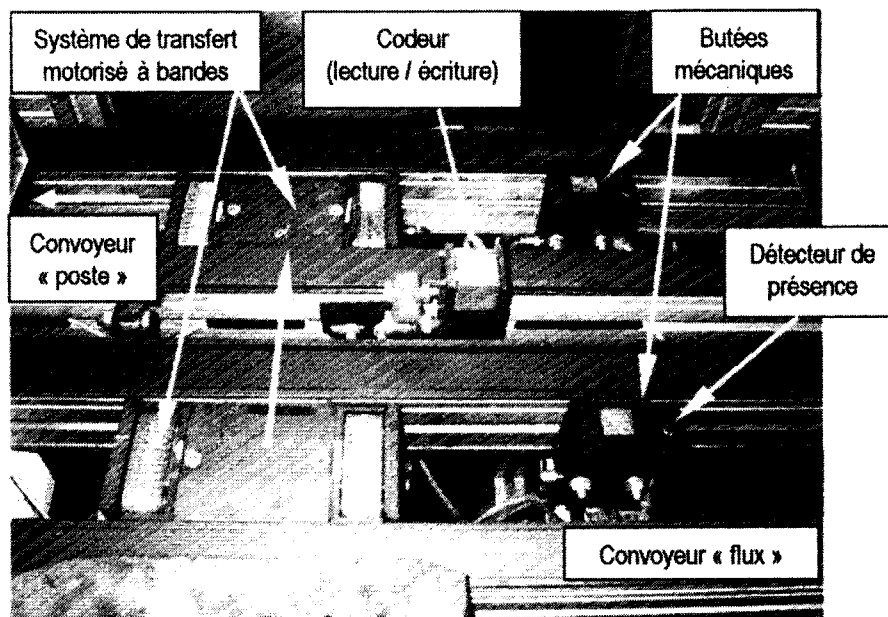 Système de transfert
motorisé à bandes
Codeur
(lecture / écriture)
Butées
mécaniques
Convoyeur
« poste »
Détecteur de
présence
Convoyeur « flux »